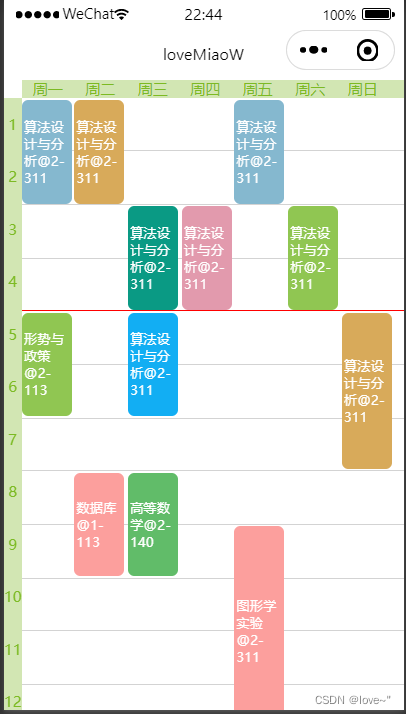 WeChat 22:44 100%
loveMiaoW
周一 周二 周三 周四 周五 周六 周日
1
2
3
4
5
6
7
8
9
10
11
12
算法设
计与分
析@2-
311
算法设
计与分
析@2-
311
算法设
计与分
析@2-
311
算法设
计与分
析@2-
311
算法设
计与分
析@2-
311
算法设
计与分
析@2-
311
形势与
政策
@2-
113
算法设
计与分
析@2-
311
算法设
计与分
析@2-
311
数据库
@1-
113
高等数
学@2-
140
图形学
实验
@2-
311
CSDN @love~"